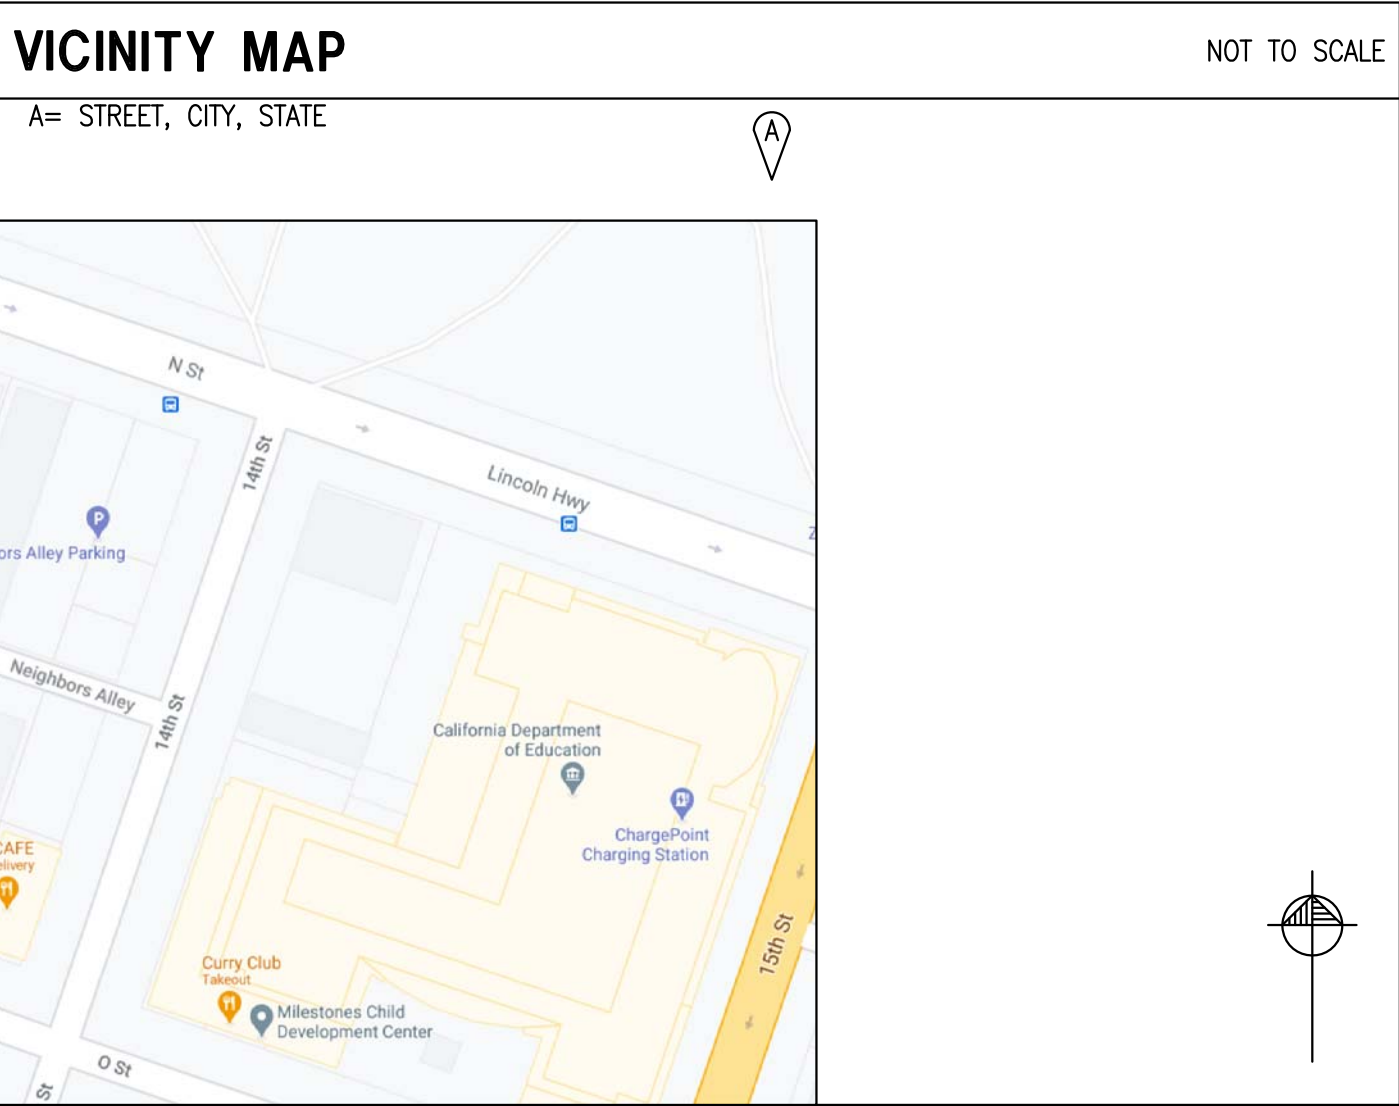 VICINITY MAP
NOT TO SCALE
A= STREET, CITY, STATE
A
N St
14th St
Lincoln Hwy
Z
P
ors Alley Parking
Neighbors Alley
14th St
California Department
of Education
ChargePoint
Charging Station
CAFE
elivery
15th St
Curry Club
Takeout
Milestones Child
Development Center
O St
St